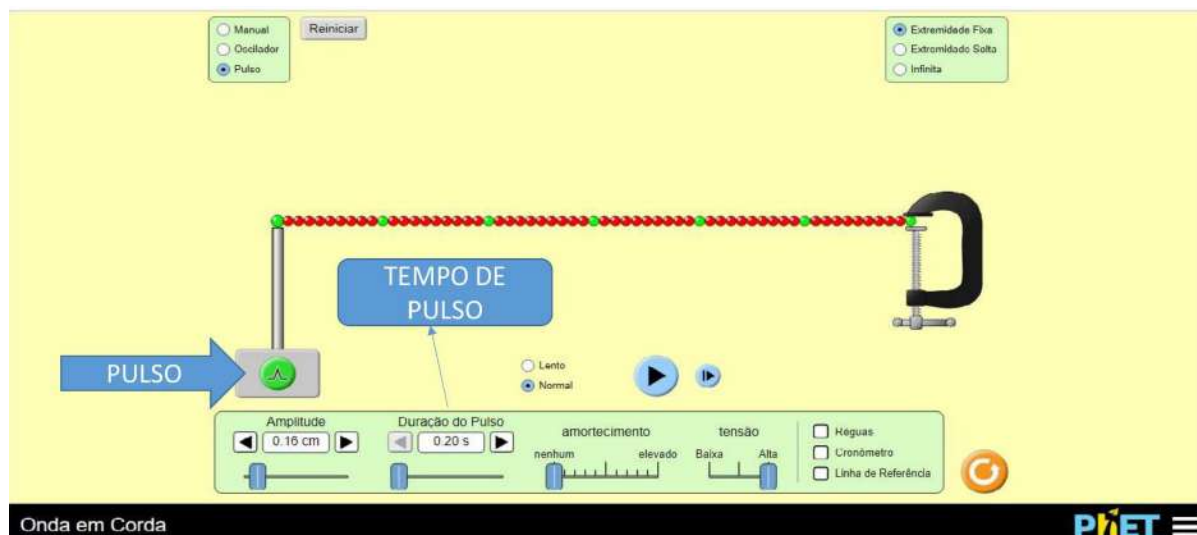 Manual
Reiniciar
Oscilador
Pulso
Extremidade Fixa
Extremidade Solta
Infinita
TEMPO DE
PULSO
PULSO
Lento
Normal
Amplitude
0.16 cm
Duração do Pulso
0.20 s
amortecimento
nenhum
elevado
tensão
Baixa
Alta
Réguas
Cronômetro
Linha de Referência
Onda em Corda
PhET